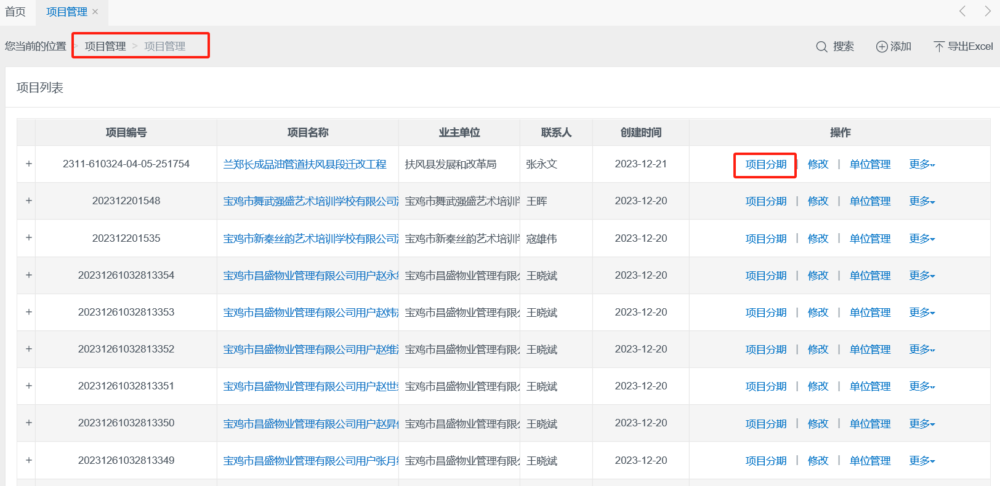 首页 项目管理 ×
您当前的位置 > 项目管理 > 项目管理 搜索 添加 导出Excel
项目列表
项目编号 项目名称 业主单位 联系人 创建时间 操作
+ 2311-610324-04-05-251754 兰郑长成品油管道扶风县段迁改工程 扶风县发展和改革局 张永文 2023-12-21 项目分期 | 修改 | 单位管理 更多
+ 202312201548 宝鸡市舞武强盛艺术培训学校有限公司 宝鸡市舞武强盛艺术培训 王晖 2023-12-20 项目分期 | 修改 | 单位管理 更多
+ 202312201535 宝鸡市新秦丝韵艺术培训学校有限公司 宝鸡市新秦丝韵艺术培训 寇雄伟 2023-12-20 项目分期 | 修改 | 单位管理 更多
+ 20231261032813354 宝鸡市昌盛物业管理有限公司用户赵永 宝鸡市昌盛物业管理有限 王晓斌 2023-12-20 项目分期 | 修改 | 单位管理 更多
+ 20231261032813353 宝鸡市昌盛物业管理有限公司用户赵炜 宝鸡市昌盛物业管理有限 王晓斌 2023-12-20 项目分期 | 修改 | 单位管理 更多
+ 20231261032813352 宝鸡市昌盛物业管理有限公司用户赵维 宝鸡市昌盛物业管理有限 王晓斌 2023-12-20 项目分期 | 修改 | 单位管理 更多
+ 20231261032813351 宝鸡市昌盛物业管理有限公司用户赵世 宝鸡市昌盛物业管理有限 王晓斌 2023-12-20 项目分期 | 修改 | 单位管理 更多
+ 20231261032813350 宝鸡市昌盛物业管理有限公司用户赵昇 宝鸡市昌盛物业管理有限 王晓斌 2023-12-20 项目分期 | 修改 | 单位管理 更多
+ 20231261032813349 宝鸡市昌盛物业管理有限公司用户张月 宝鸡市昌盛物业管理有限 王晓斌 2023-12-20 项目分期 | 修改 | 单位管理 更多